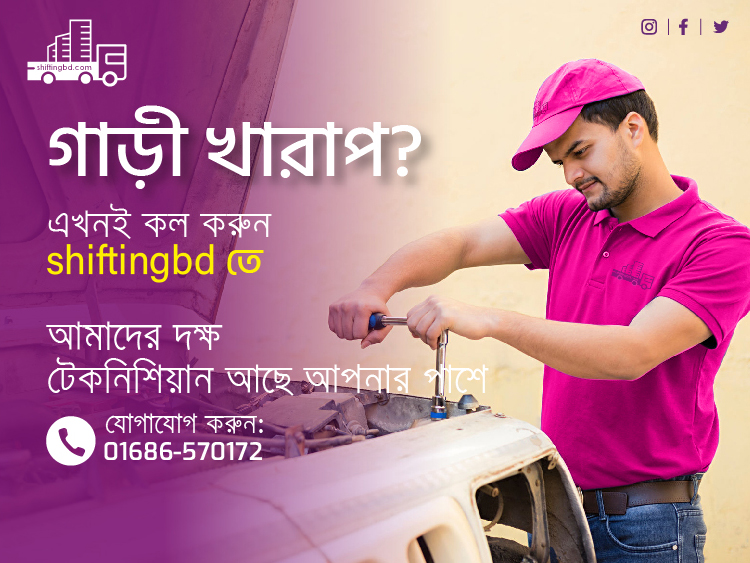 shiftingbd.com
গাড়ী খারাপ?
এখনই কল করুন
shiftingbd তে
আমাদের দক্ষ
টেকনিশিয়ান আছে আপনার পাশে
যোগাযোগ করুন:
01686-570172